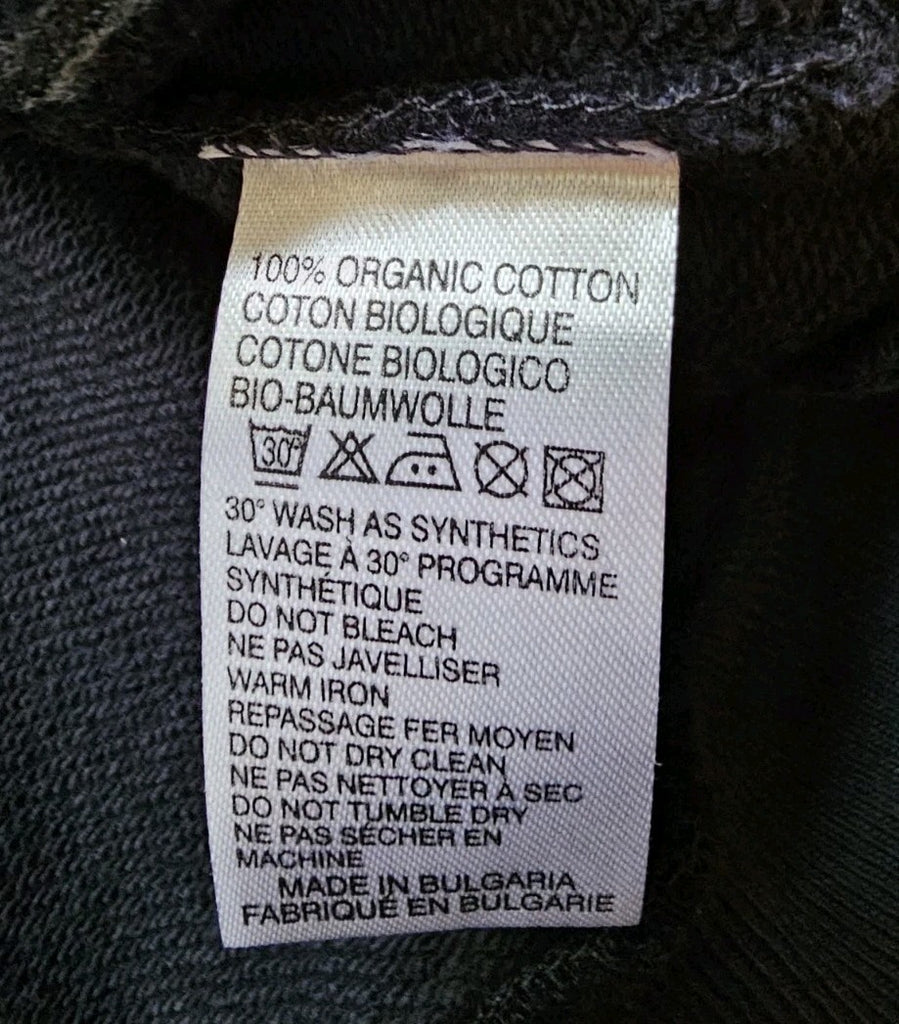 100% ORGANIC COTTON
COTON BIOLOGIQUE
COTONE BIOLOGICO
BIO-BAUMWOLLE
30°
30° WASH AS SYNTHETICS
LAVAGE À 30° PROGRAMME
SYNTHÉTIQUE
DO NOT BLEACH
NE PAS JAVELLISER
WARM IRON
REPASSAGE FER MOYEN
DO NOT DRY CLEAN
NE PAS NETTOYER À SEC
DO NOT TUMBLE DRY
NE PAS SÉCHER EN
MACHINE
MADE IN BULGARIA
FABRIQUÉ EN BULGARIE